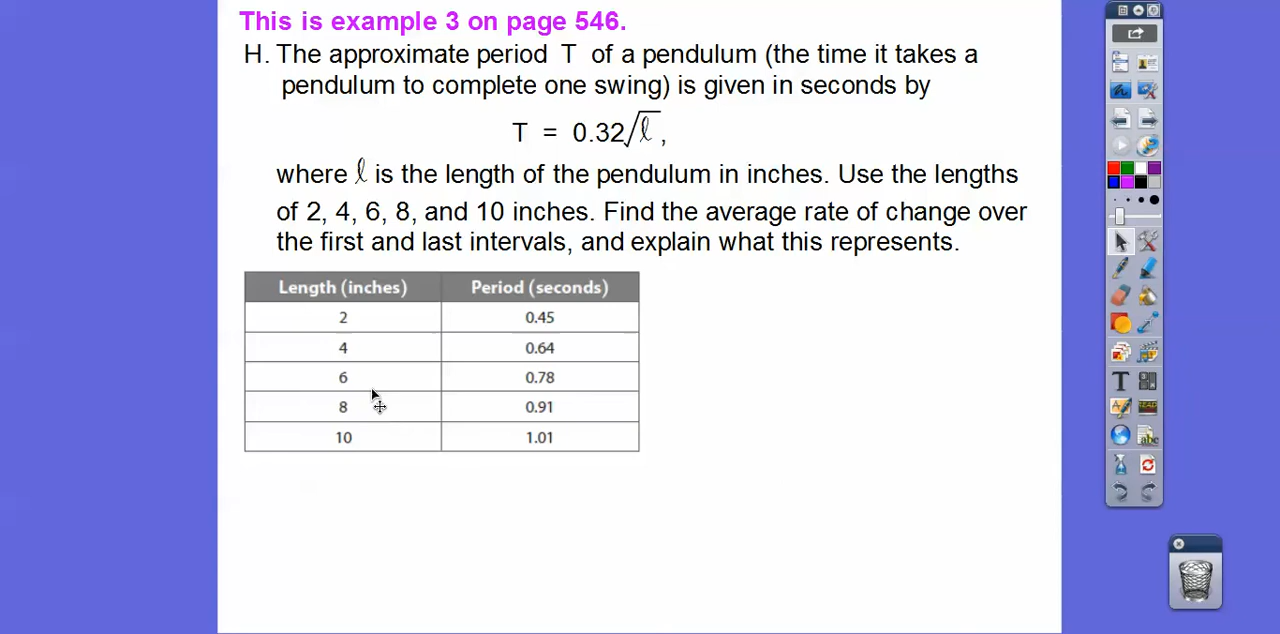 This is example 3 on page 546.
H. The approximate period T of a pendulum (the time it takes a
pendulum to complete one swing) is given in seconds by
T = 0.32√ℓ,
where ℓ is the length of the pendulum in inches. Use the lengths
of 2, 4, 6, 8, and 10 inches. Find the average rate of change over
the first and last intervals, and explain what this represents.
Length (inches) Period (seconds)
2 0.45
4 0.64
6 0.78
8 0.91
10 1.01